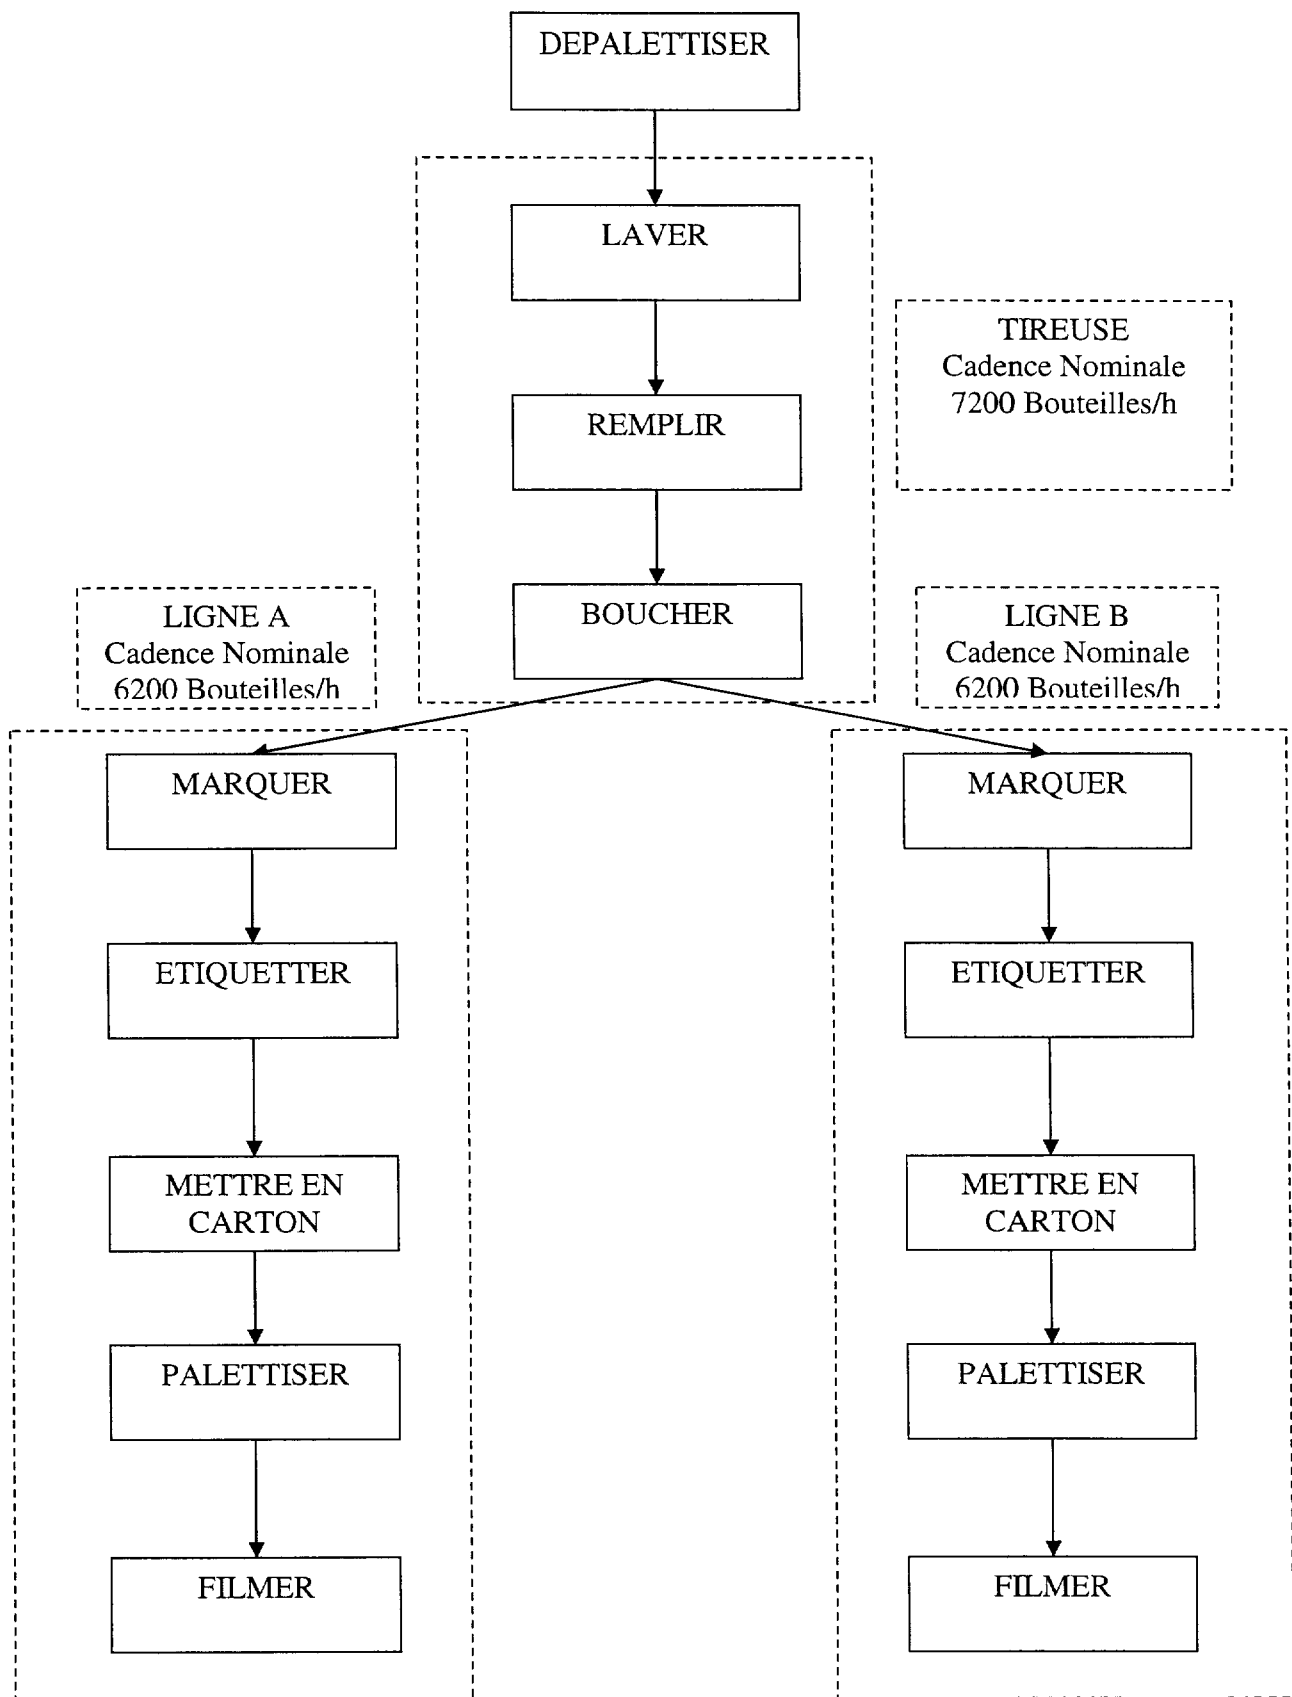 DEPALETTISER
LAVER
TIREUSE
Cadence Nominale
7200 Bouteilles/h
REMPLIR
LIGNE A
Cadence Nominale
6200 Bouteilles/h
BOUCHER
LIGNE B
Cadence Nominale
6200 Bouteilles/h
MARQUER
MARQUER
ETIQUETTER
ETIQUETTER
METTRE EN
CARTON
METTRE EN
CARTON
PALETTISER
PALETTISER
FILMER
FILMER